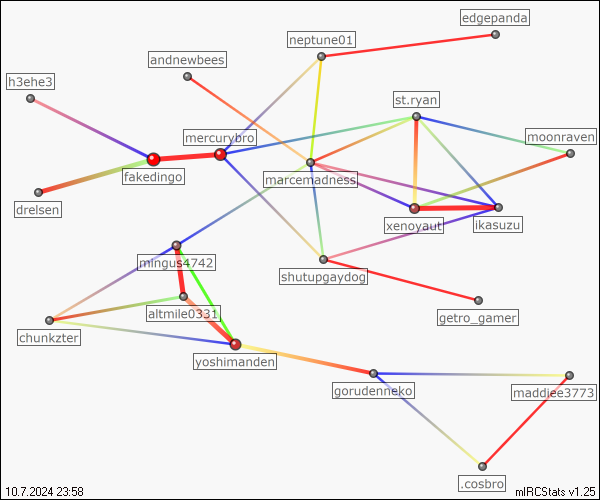 edgepanda
neptune01
andnewbees
h3ehe3
st.ryan
mercurybro
moonraven
fakedingo
marcemadness
drelsen
xenoyaut
ikasuzu
mingus4742
shutupgaydog
altmile0331
getro_gamer
chunkzter
yoshimanden
gorudenneko
maddiee3773
.cosbro
10.7.2024 23:58
mIRCStats v1.25